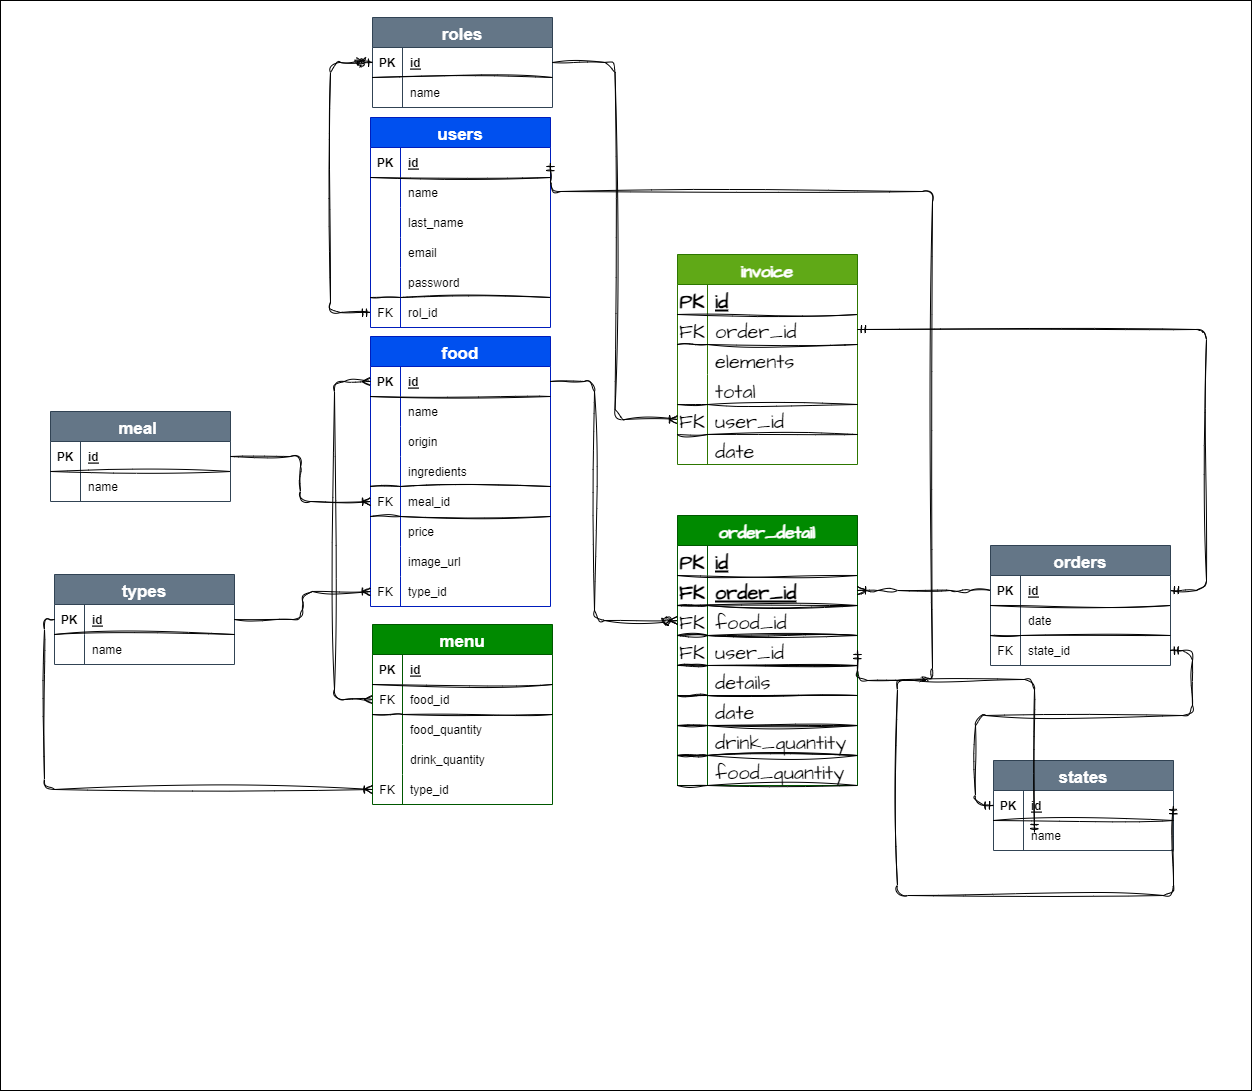 roles
PK id
name
users
PK id
name
last_name
email
password
FK rol_id
food
PK id
name
origin
ingredients
FK meal_id
price
image_url
FK type_id
meal
PK id
name
types
PK id
name
menu
PK id
FK food_id
food_quantity
drink_quantity
FK type_id
invoice
PK id
FK order_id
elements
total
FK user_id
date
order_detail
PK id
FK order_id
FK food_id
FK user_id
details
date
drink_quantity
food_quantity
orders
PK id
date
FK state_id
states
PK id
name